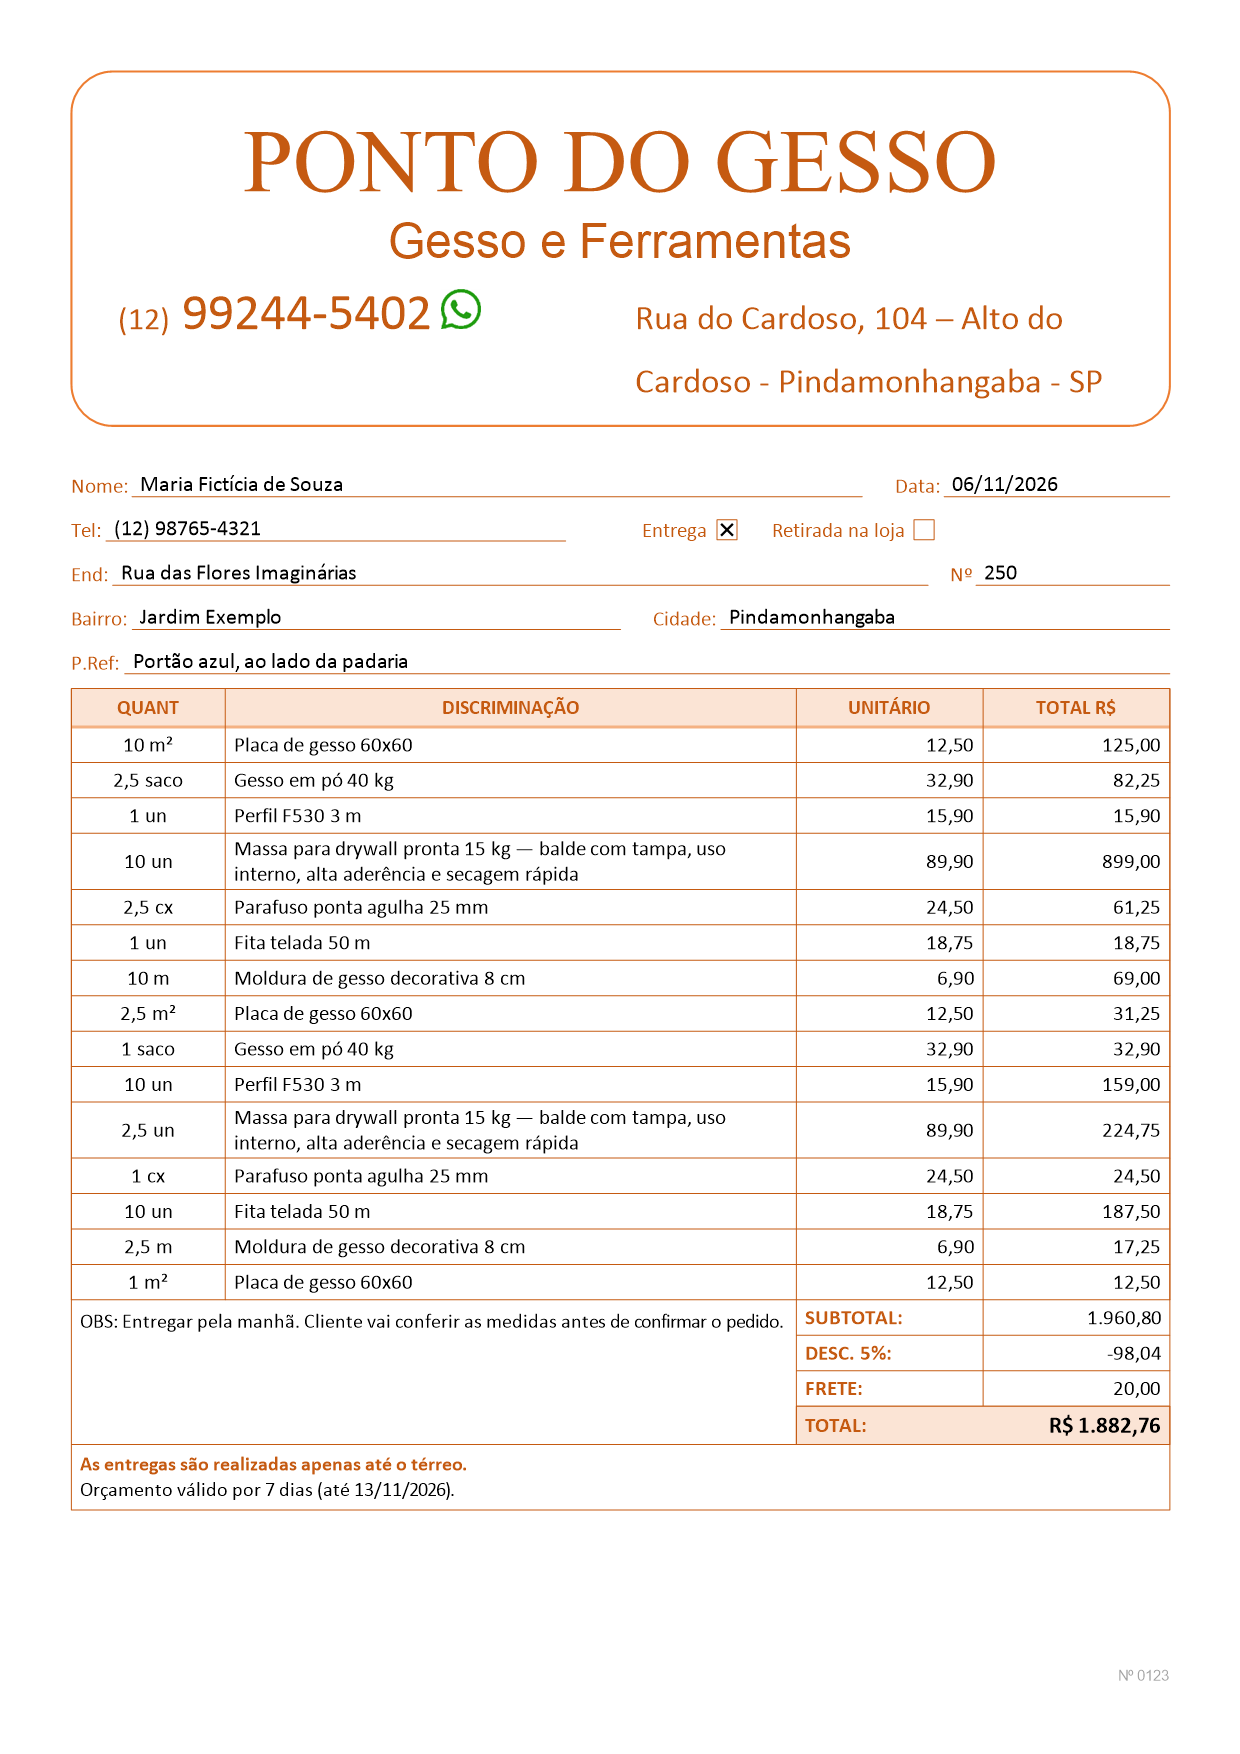 PONTO DO GESSO
Gesso e Ferramentas
(12) 99244-5402
Rua do Cardoso, 104 – Alto do
Cardoso - Pindamonhangaba - SP
Nome: Maria Fictícia de Souza Data: 06/11/2026
Tel: (12) 98765-4321 Entrega ☒ Retirada na loja ☐
End: Rua das Flores Imaginárias Nº 250
Bairro: Jardim Exemplo Cidade: Pindamonhangaba
P.Ref: Portão azul, ao lado da padaria
QUANT DISCRIMINAÇÃO UNITÁRIO TOTAL R$
10 m² Placa de gesso 60x60 12,50 125,00
2,5 saco Gesso em pó 40 kg 32,90 82,25
1 un Perfil F530 3 m 15,90 15,90
10 un Massa para drywall pronta 15 kg — balde com tampa, uso
interno, alta aderência e secagem rápida 89,90 899,00
2,5 cx Parafuso ponta agulha 25 mm 24,50 61,25
1 un Fita telada 50 m 18,75 18,75
10 m Moldura de gesso decorativa 8 cm 6,90 69,00
2,5 m² Placa de gesso 60x60 12,50 31,25
1 saco Gesso em pó 40 kg 32,90 32,90
10 un Perfil F530 3 m 15,90 159,00
2,5 un Massa para drywall pronta 15 kg — balde com tampa, uso
interno, alta aderência e secagem rápida 89,90 224,75
1 cx Parafuso ponta agulha 25 mm 24,50 24,50
10 un Fita telada 50 m 18,75 187,50
2,5 m Moldura de gesso decorativa 8 cm 6,90 17,25
1 m² Placa de gesso 60x60 12,50 12,50
OBS: Entregar pela manhã. Cliente vai conferir as medidas antes de confirmar o pedido.
SUBTOTAL: 1.960,80
DESC. 5%: -98,04
FRETE: 20,00
TOTAL: R$ 1.882,76
As entregas são realizadas apenas até o térreo.
Orçamento válido por 7 dias (até 13/11/2026).
Nº 0123